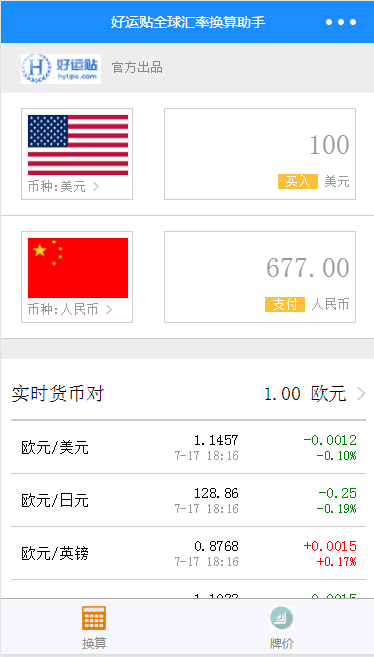 好运贴全球汇率换算助手
好运贴 官方出品
hytips.com
100
币种:美元 买入 美元
677.00
币种:人民币 支付 人民币
实时货币对 1.00 欧元
欧元/美元 1.1457 -0.0012
7-17 18:16 -0.10%
欧元/日元 128.86 -0.25
7-17 18:16 -0.19%
欧元/英镑 0.8768 +0.0015
7-17 18:16 +0.17%
换算 牌价